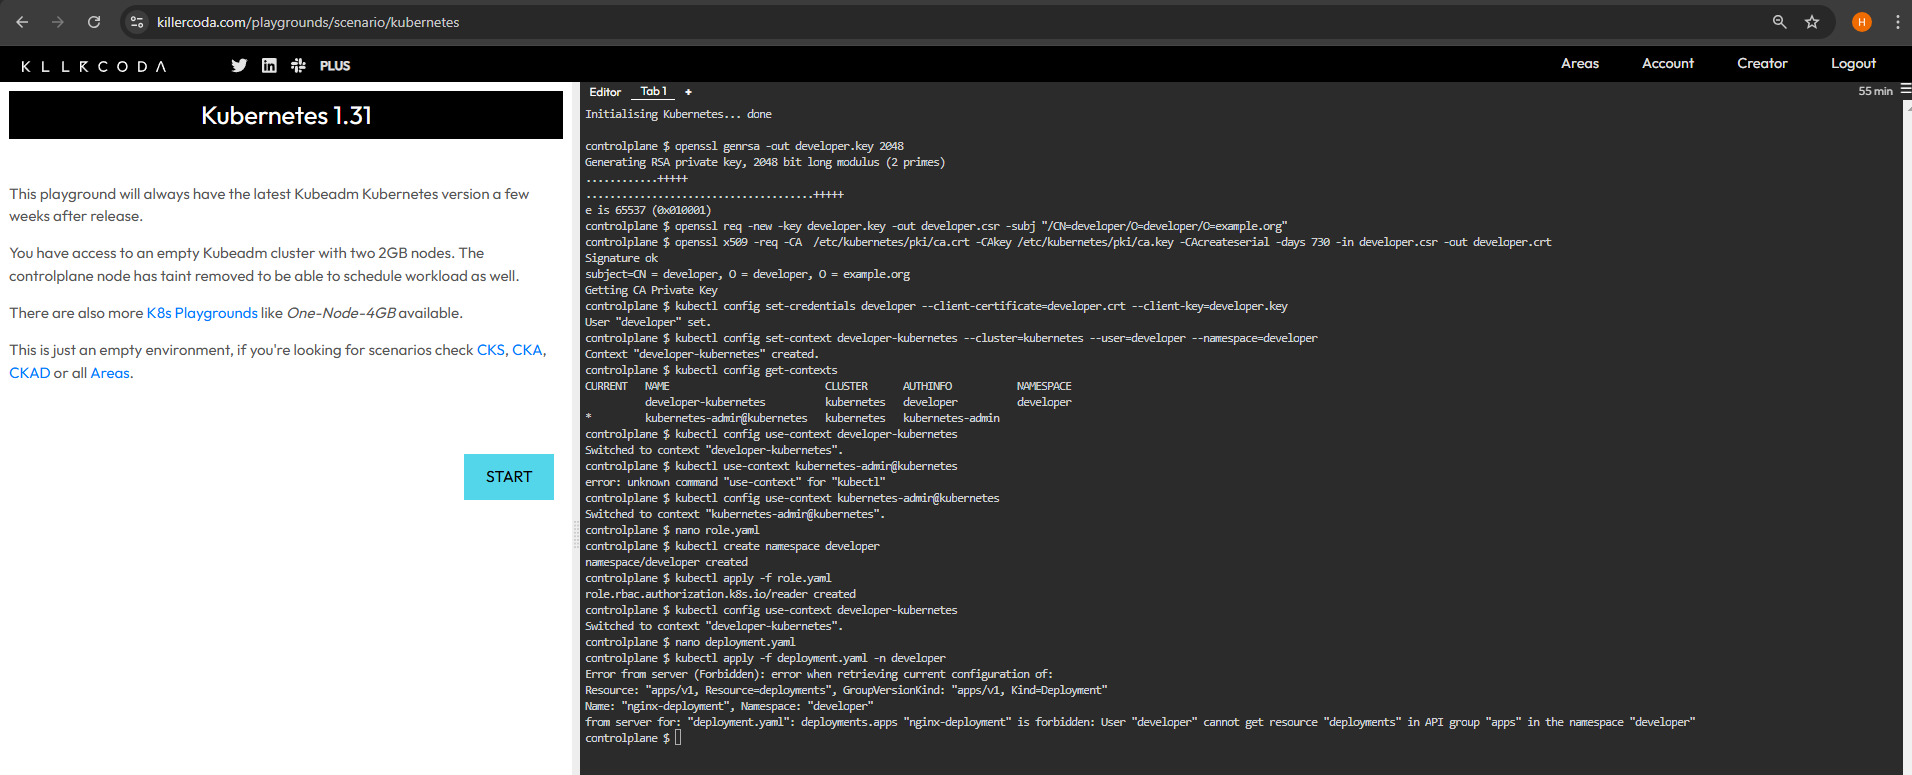 killercoda.com/playgrounds/scenario/kubernetes
H
KLLRCODA
PLUS
Areas
Account
Creator
Logout
Kubernetes 1.31
This playground will always have the latest Kubeadm Kubernetes version a few
weeks after release.
You have access to an empty Kubeadm cluster with two 2GB nodes. The
controlplane node has taint removed to be able to schedule workload as well.
There are also more K8s Playgrounds like One-Node-4GB available.
This is just an empty environment, if you're looking for scenarios check CKS, CKA,
CKAD or all Areas.
START
Editor Tab 1 +
55 min
Initialising Kubernetes... done
controlplane $ openssl genrsa -out developer.key 2048
Generating RSA private key, 2048 bit long modulus (2 primes)
............+++++
......................................+++++
e is 65537 (0x010001)
controlplane $ openssl req -new -key developer.key -out developer.csr -subj "/CN=developer/O=developer/O=example.org"
controlplane $ openssl x509 -req -CA  /etc/kubernetes/pki/ca.crt -CAkey /etc/kubernetes/pki/ca.key -CAcreateserial -days 730 -in developer.csr -out developer.crt
Signature ok
subject=CN = developer, O = developer, O = example.org
Getting CA Private Key
controlplane $ kubectl config set-credentials developer --client-certificate=developer.crt --client-key=developer.key
User "developer" set.
controlplane $ kubectl config set-context developer-kubernetes --cluster=kubernetes --user=developer --namespace=developer
Context "developer-kubernetes" created.
controlplane $ kubectl config get-contexts
CURRENT   NAME                          CLUSTER      AUTHINFO           NAMESPACE
          developer-kubernetes          kubernetes   developer          developer
*         kubernetes-admin@kubernetes   kubernetes   kubernetes-admin
controlplane $ kubectl config use-context developer-kubernetes
Switched to context "developer-kubernetes".
controlplane $ kubectl use-context kubernetes-admin@kubernetes
error: unknown command "use-context" for "kubectl"
controlplane $ kubectl config use-context kubernetes-admin@kubernetes
Switched to context "kubernetes-admin@kubernetes".
controlplane $ nano role.yaml
controlplane $ kubectl create namespace developer
namespace/developer created
controlplane $ kubectl apply -f role.yaml
role.rbac.authorization.k8s.io/reader created
controlplane $ kubectl config use-context developer-kubernetes
Switched to context "developer-kubernetes".
controlplane $ nano deployment.yaml
controlplane $ kubectl apply -f deployment.yaml -n developer
Error from server (Forbidden): error when retrieving current configuration of:
Resource: "apps/v1, Resource=deployments", GroupVersionKind: "apps/v1, Kind=Deployment"
Name: "nginx-deployment", Namespace: "developer"
from server for: "deployment.yaml": deployments.apps "nginx-deployment" is forbidden: User "developer" cannot get resource "deployments" in API group "apps" in the namespace "developer"
controlplane $